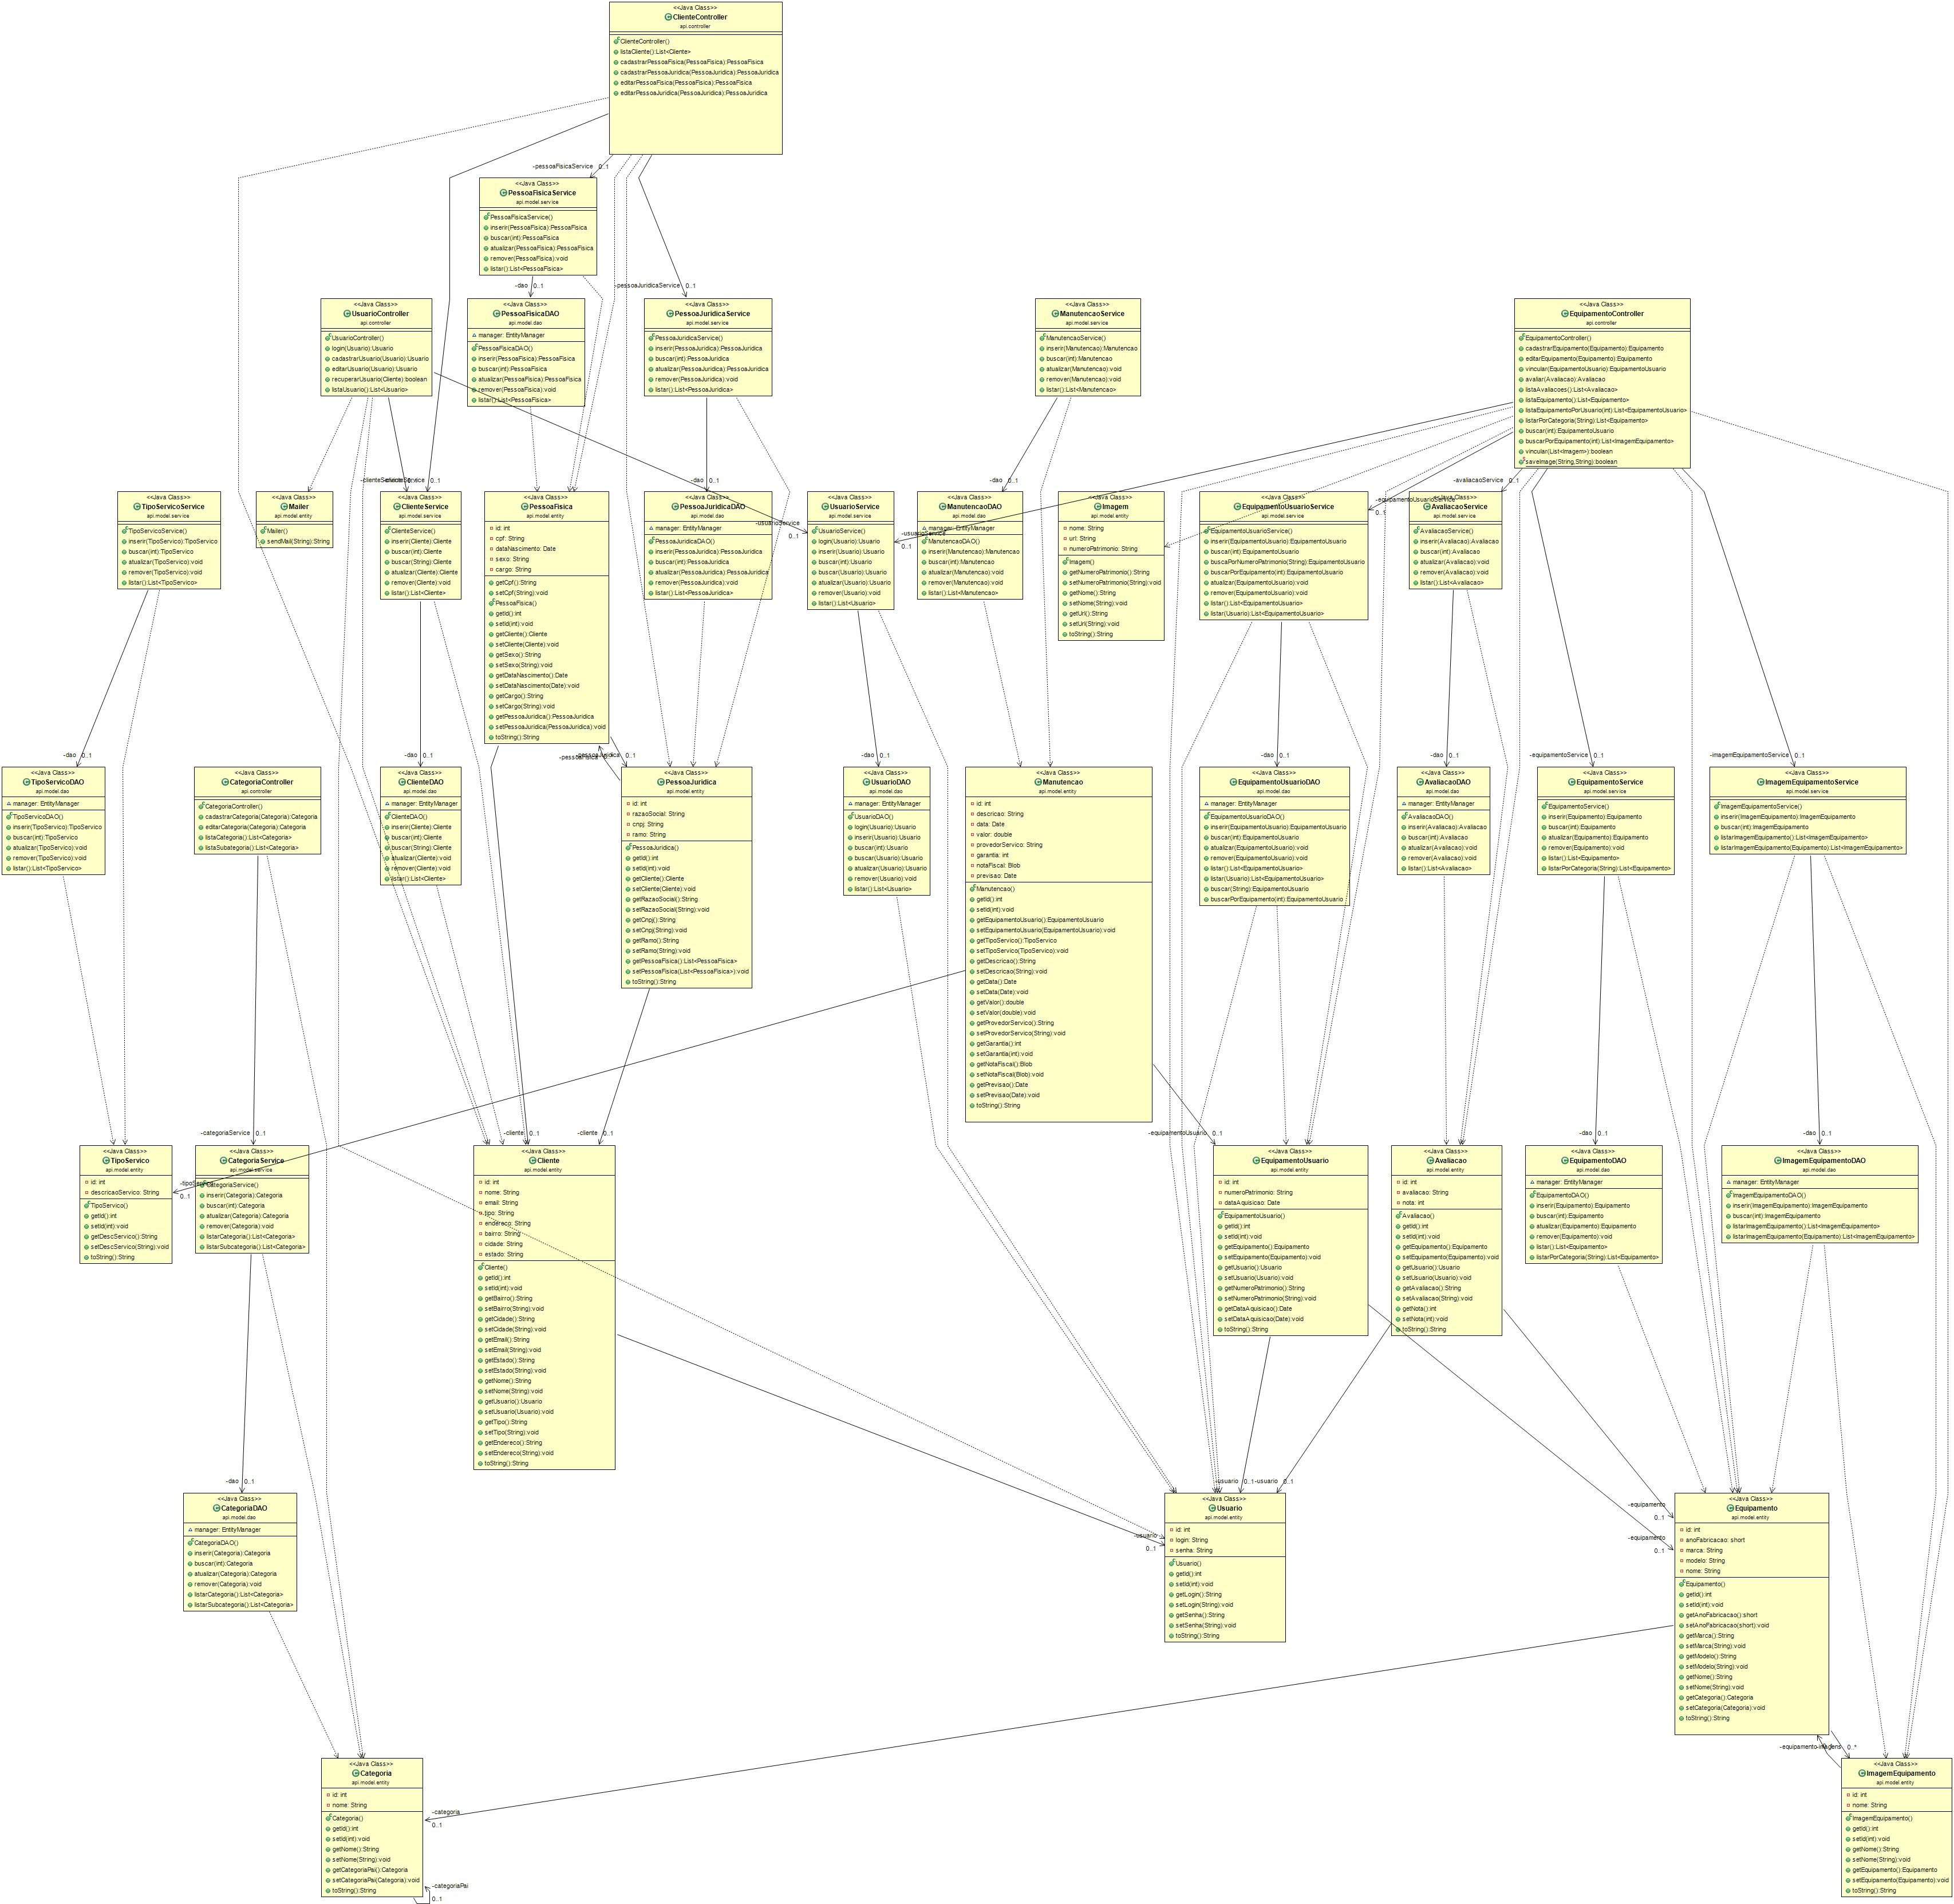 <<Java Class>>
ClienteController
api.controller
ClienteController()
listaCliente():List<Cliente>
cadastrarPessoaFisica(PessoaFisica):PessoaFisica
cadastrarPessoaJuridica(PessoaJuridica):PessoaJuridica
editarPessoaFisica(PessoaFisica):PessoaFisica
editarPessoaJuridica(PessoaJuridica):PessoaJuridica
-pessoaFisicaService 0..1
<<Java Class>>
PessoaFisicaService
api.model.service
PessoaFisicaService()
inserir(PessoaFisica):PessoaFisica
buscar(int):PessoaFisica
atualizar(PessoaFisica):PessoaFisica
remover(PessoaFisica):void
listar():List<PessoaFisica>
-dao 0..1
-pessoaJuridicaService 0..1
<<Java Class>>
UsuarioController
api.controller
UsuarioController()
login(Usuario):Usuario
cadastrarUsuario(Usuario):Usuario
editarUsuario(Usuario):Usuario
recuperarUsuario(Cliente):boolean
listaUsuario():List<Usuario>
<<Java Class>>
PessoaFisicaDAO
api.model.dao
manager: EntityManager
PessoaFisicaDAO()
inserir(PessoaFisica):PessoaFisica
buscar(int):PessoaFisica
atualizar(PessoaFisica):PessoaFisica
remover(PessoaFisica):void
listar():List<PessoaFisica>
<<Java Class>>
PessoaJuridicaService
api.model.service
PessoaJuridicaService()
inserir(PessoaJuridica):PessoaJuridica
buscar(int):PessoaJuridica
atualizar(PessoaJuridica):PessoaJuridica
remover(PessoaJuridica):void
listar():List<PessoaJuridica>
<<Java Class>>
ManutencaoService
api.model.service
ManutencaoService()
inserir(Manutencao):Manutencao
buscar(int):Manutencao
atualizar(Manutencao):void
remover(Manutencao):void
listar():List<Manutencao>
<<Java Class>>
EquipamentoController
api.controller
EquipamentoController()
cadastrarEquipamento(Equipamento):Equipamento
editarEquipamento(Equipamento):Equipamento
vincular(EquipamentoUsuario):EquipamentoUsuario
avaliar(Avaliacao):Avaliacao
listaAvaliacoes():List<Avaliacao>
listaEquipamento():List<Equipamento>
listaEquipamentoPorUsuario(int):List<EquipamentoUsuario>
listarPorCategoria(String):List<Equipamento>
buscar(int):EquipamentoUsuario
buscarPorEquipamento(int):List<ImagemEquipamento>
vincular(List<Imagem>):boolean
saveImage(String,String):boolean
-clienteService 0..1
-dao 0..1
-usuarioService 0..1
-dao 0..1
-usuarioService 0..1
-equipamentoUsuarioService 0..1
-avaliacaoService 0..1
<<Java Class>>
TipoServicoService
api.model.service
TipoServicoService()
inserir(TipoServico):TipoServico
buscar(int):TipoServico
atualizar(TipoServico):void
remover(TipoServico):void
listar():List<TipoServico>
<<Java Class>>
Mailer
api.model.entity
Mailer()
sendMail(String):String
<<Java Class>>
ClienteService
api.model.service
ClienteService()
inserir(Cliente):Cliente
buscar(int):Cliente
buscar(String):Cliente
atualizar(Cliente):Cliente
remover(Cliente):void
listar():List<Cliente>
<<Java Class>>
PessoaFisica
api.model.entity
id: int
cpf: String
dataNascimento: Date
sexo: String
cargo: String
getCpf():String
setCpf(String):void
PessoaFisica()
getId():int
setId(int):void
getCliente():Cliente
setCliente(Cliente):void
getSexo():String
setSexo(String):void
getDataNascimento():Date
setDataNascimento(Date):void
getCargo():String
setCargo(String):void
getPessoaJuridica():PessoaJuridica
setPessoaJuridica(PessoaJuridica):void
toString():String
<<Java Class>>
PessoaJuridicaDAO
api.model.dao
manager: EntityManager
PessoaJuridicaDAO()
inserir(PessoaJuridica):PessoaJuridica
buscar(int):PessoaJuridica
atualizar(PessoaJuridica):PessoaJuridica
remover(PessoaJuridica):void
listar():List<PessoaJuridica>
<<Java Class>>
UsuarioService
api.model.service
UsuarioService()
login(Usuario):Usuario
inserir(Usuario):Usuario
buscar(int):Usuario
buscar(Usuario):Usuario
atualizar(Usuario):Usuario
remover(Usuario):void
listar():List<Usuario>
<<Java Class>>
ManutencaoDAO
api.model.dao
manager: EntityManager
ManutencaoDAO()
inserir(Manutencao):Manutencao
buscar(int):Manutencao
atualizar(Manutencao):void
remover(Manutencao):void
listar():List<Manutencao>
<<Java Class>>
Imagem
api.model.entity
nome: String
url: String
numeroPatrimonio: String
Imagem()
getNumeroPatrimonio():String
setNumeroPatrimonio(String):void
getNome():String
setNome(String):void
getUrl():String
setUrl(String):void
toString():String
<<Java Class>>
EquipamentoUsuarioService
api.model.service
EquipamentoUsuarioService()
inserir(EquipamentoUsuario):EquipamentoUsuario
buscar(int):EquipamentoUsuario
buscarPorNumeroPatrimonio(String):EquipamentoUsuario
buscarPorEquipamento(int):EquipamentoUsuario
atualizar(EquipamentoUsuario):void
remover(EquipamentoUsuario):void
listar():List<EquipamentoUsuario>
listar(Usuario):List<EquipamentoUsuario>
<<Java Class>>
AvaliacaoService
api.model.service
AvaliacaoService()
inserir(Avaliacao):Avaliacao
buscar(int):Avaliacao
atualizar(Avaliacao):void
remover(Avaliacao):void
listar():List<Avaliacao>
-dao 0..1
-dao 0..1
-pessoaFisica
-pessoaJuridica 0..1
-dao 0..1
-dao 0..1
-dao 0..1
-equipamentoService 0..1
-imagemEquipamentoService 0..1
<<Java Class>>
TipoServicoDAO
api.model.dao
manager: EntityManager
TipoServicoDAO()
inserir(TipoServico):TipoServico
buscar(int):TipoServico
atualizar(TipoServico):void
remover(TipoServico):void
listar():List<TipoServico>
<<Java Class>>
CategoriaController
api.controller
CategoriaController()
cadastrarCategoria(Categoria):Categoria
editarCategoria(Categoria):Categoria
listaCategoria():List<Categoria>
listaSubategoria():List<Categoria>
<<Java Class>>
ClienteDAO
api.model.dao
manager: EntityManager
ClienteDAO()
inserir(Cliente):Cliente
buscar(int):Cliente
buscar(String):Cliente
atualizar(Cliente):void
remover(Cliente):void
listar():List<Cliente>
<<Java Class>>
PessoaJuridica
api.model.entity
id: int
razaoSocial: String
cnpj: String
ramo: String
PessoaJuridica()
getId():int
setId(int):void
getCliente():Cliente
setCliente(Cliente):void
getRazaoSocial():String
setRazaoSocial(String):void
getCnpj():String
setCnpj(String):void
getRamo():String
setRamo(String):void
getPessoaFisica():List<PessoaFisica>
setPessoaFisica(List<PessoaFisica>):void
toString():String
<<Java Class>>
UsuarioDAO
api.model.dao
manager: EntityManager
UsuarioDAO()
login(Usuario):Usuario
inserir(Usuario):Usuario
buscar(int):Usuario
buscar(Usuario):Usuario
atualizar(Usuario):Usuario
remover(Usuario):void
listar():List<Usuario>
<<Java Class>>
Manutencao
api.model.entity
id: int
descricao: String
data: Date
valor: double
provedorServico: String
garantia: int
notaFiscal: Blob
previsao: Date
Manutencao()
getId():int
setId(int):void
getEquipamentoUsuario():EquipamentoUsuario
setEquipamentoUsuario(EquipamentoUsuario):void
getTipoServico():TipoServico
setTipoServico(TipoServico):void
getDescricao():String
setDescricao(String):void
getData():Date
setData(Date):void
getValor():double
setValor(double):void
getProvedorServico():String
setProvedorServico(String):void
getGarantia():int
setGarantia(int):void
getNotaFiscal():Blob
setNotaFiscal(Blob):void
getPrevisao():Date
setPrevisao(Date):void
toString():String
<<Java Class>>
EquipamentoUsuarioDAO
api.model.dao
manager: EntityManager
EquipamentoUsuarioDAO()
inserir(EquipamentoUsuario):EquipamentoUsuario
buscar(int):EquipamentoUsuario
atualizar(EquipamentoUsuario):void
remover(EquipamentoUsuario):void
listar():List<EquipamentoUsuario>
listar(Usuario):List<EquipamentoUsuario>
buscar(String):EquipamentoUsuario
buscarPorEquipamento(int):EquipamentoUsuario
<<Java Class>>
AvaliacaoDAO
api.model.dao
manager: EntityManager
AvaliacaoDAO()
inserir(Avaliacao):Avaliacao
buscar(int):Avaliacao
atualizar(Avaliacao):void
remover(Avaliacao):void
listar():List<Avaliacao>
<<Java Class>>
EquipamentoService
api.model.service
EquipamentoService()
inserir(Equipamento):Equipamento
buscar(int):Equipamento
atualizar(Equipamento):Equipamento
remover(Equipamento):void
listar():List<Equipamento>
listarPorCategoria(String):List<Equipamento>
<<Java Class>>
ImagemEquipamentoService
api.model.service
ImagemEquipamentoService()
inserir(ImagemEquipamento):ImagemEquipamento
buscar(int):ImagemEquipamento
listarImagemEquipamento():List<ImagemEquipamento>
listarImagemEquipamento(Equipamento):List<ImagemEquipamento>
-categoriaService 0..1
-cliente 0..1
-cliente 0..1
-equipamentoUsuario 0..1
-dao 0..1
-dao 0..1
<<Java Class>>
TipoServico
api.model.entity
id: int
descricaoServico: String
TipoServico()
getId():int
setId(int):void
getDescServico():String
setDescServico(String):void
toString():String
0..1
<<Java Class>>
CategoriaService
api.model.service
CategoriaService()
inserir(Categoria):Categoria
buscar(int):Categoria
atualizar(Categoria):Categoria
remover(Categoria):void
listarCategoria():List<Categoria>
listarSubcategoria():List<Categoria>
<<Java Class>>
Cliente
api.model.entity
id: int
nome: String
email: String
tipo: String
endereco: String
bairro: String
cidade: String
estado: String
Cliente()
getId():int
setId(int):void
getBairro():String
setBairro(String):void
getCidade():String
setCidade(String):void
getEmail():String
setEmail(String):void
getEstado():String
setEstado(String):void
getNome():String
setNome(String):void
getUsuario():Usuario
setUsuario(Usuario):void
getTipo():String
setTipo(String):void
getEndereco():String
setEndereco(String):void
toString():String
<<Java Class>>
EquipamentoUsuario
api.model.entity
id: int
numeroPatrimonio: String
dataAquisicao: Date
EquipamentoUsuario()
getId():int
setId(int):void
getEquipamento():Equipamento
setEquipamento(Equipamento):void
getUsuario():Usuario
setUsuario(Usuario):void
getNumeroPatrimonio():String
setNumeroPatrimonio(String):void
getDataAquisicao():Date
setDataAquisicao(Date):void
toString():String
<<Java Class>>
Avaliacao
api.model.entity
id: int
avaliacao: String
nota: int
Avaliacao()
getId():int
setId(int):void
getEquipamento():Equipamento
setEquipamento(Equipamento):void
getUsuario():Usuario
setUsuario(Usuario):void
getAvaliacao():String
setAvaliacao(String):void
getNota():int
setNota(int):void
toString():String
<<Java Class>>
EquipamentoDAO
api.model.dao
manager: EntityManager
EquipamentoDAO()
inserir(Equipamento):Equipamento
buscar(int):Equipamento
atualizar(Equipamento):Equipamento
remover(Equipamento):void
listar():List<Equipamento>
listarPorCategoria(String):List<Equipamento>
<<Java Class>>
ImagemEquipamentoDAO
api.model.dao
manager: EntityManager
ImagemEquipamentoDAO()
inserir(ImagemEquipamento):ImagemEquipamento
buscar(int):ImagemEquipamento
listarImagemEquipamento():List<ImagemEquipamento>
listarImagemEquipamento(Equipamento):List<ImagemEquipamento>
-dao 0..1
-usuario 0..1
-usuario 0..1
-usuario
0..1
-equipamento
0..1
-equipamento
0..1
<<Java Class>>
CategoriaDAO
api.model.dao
manager: EntityManager
CategoriaDAO()
inserir(Categoria):Categoria
buscar(int):Categoria
atualizar(Categoria):Categoria
remover(Categoria):void
listarCategoria():List<Categoria>
listarSubcategoria():List<Categoria>
<<Java Class>>
Usuario
api.model.entity
id: int
login: String
senha: String
Usuario()
getId():int
setId(int):void
getLogin():String
setLogin(String):void
getSenha():String
setSenha(String):void
toString():String
<<Java Class>>
Equipamento
api.model.entity
id: int
anoFabricacao: short
marca: String
modelo: String
nome: String
Equipamento()
getId():int
setId(int):void
getAnoFabricacao():short
setAnoFabricacao(short):void
getMarca():String
setMarca(String):void
getModelo():String
setModelo(String):void
getNome():String
setNome(String):void
getCategoria():Categoria
setCategoria(Categoria):void
toString():String
-equipamento
0..*
<<Java Class>>
Categoria
api.model.entity
id: int
nome: String
Categoria()
getId():int
setId(int):void
getNome():String
setNome(String):void
getCategoriaPai():Categoria
setCategoriaPai(Categoria):void
toString():String
-categoria
0..1
-categoriaPai
0..1
<<Java Class>>
ImagemEquipamento
api.model.entity
id: int
nome: String
ImagemEquipamento()
getId():int
setId(int):void
getNome():String
setNome(String):void
getEquipamento():Equipamento
setEquipamento(Equipamento):void
toString():String